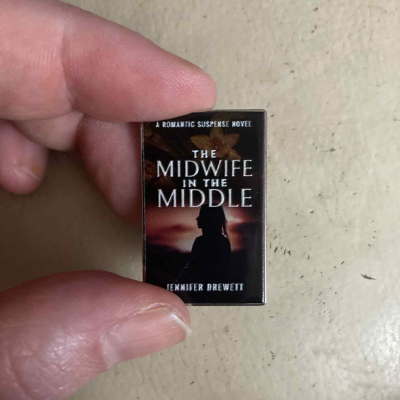 A ROMANTIC SUSPENSE NOVEL
THE
MIDWIFE
IN THE
MIDDLE
JENNIFER DREWETT